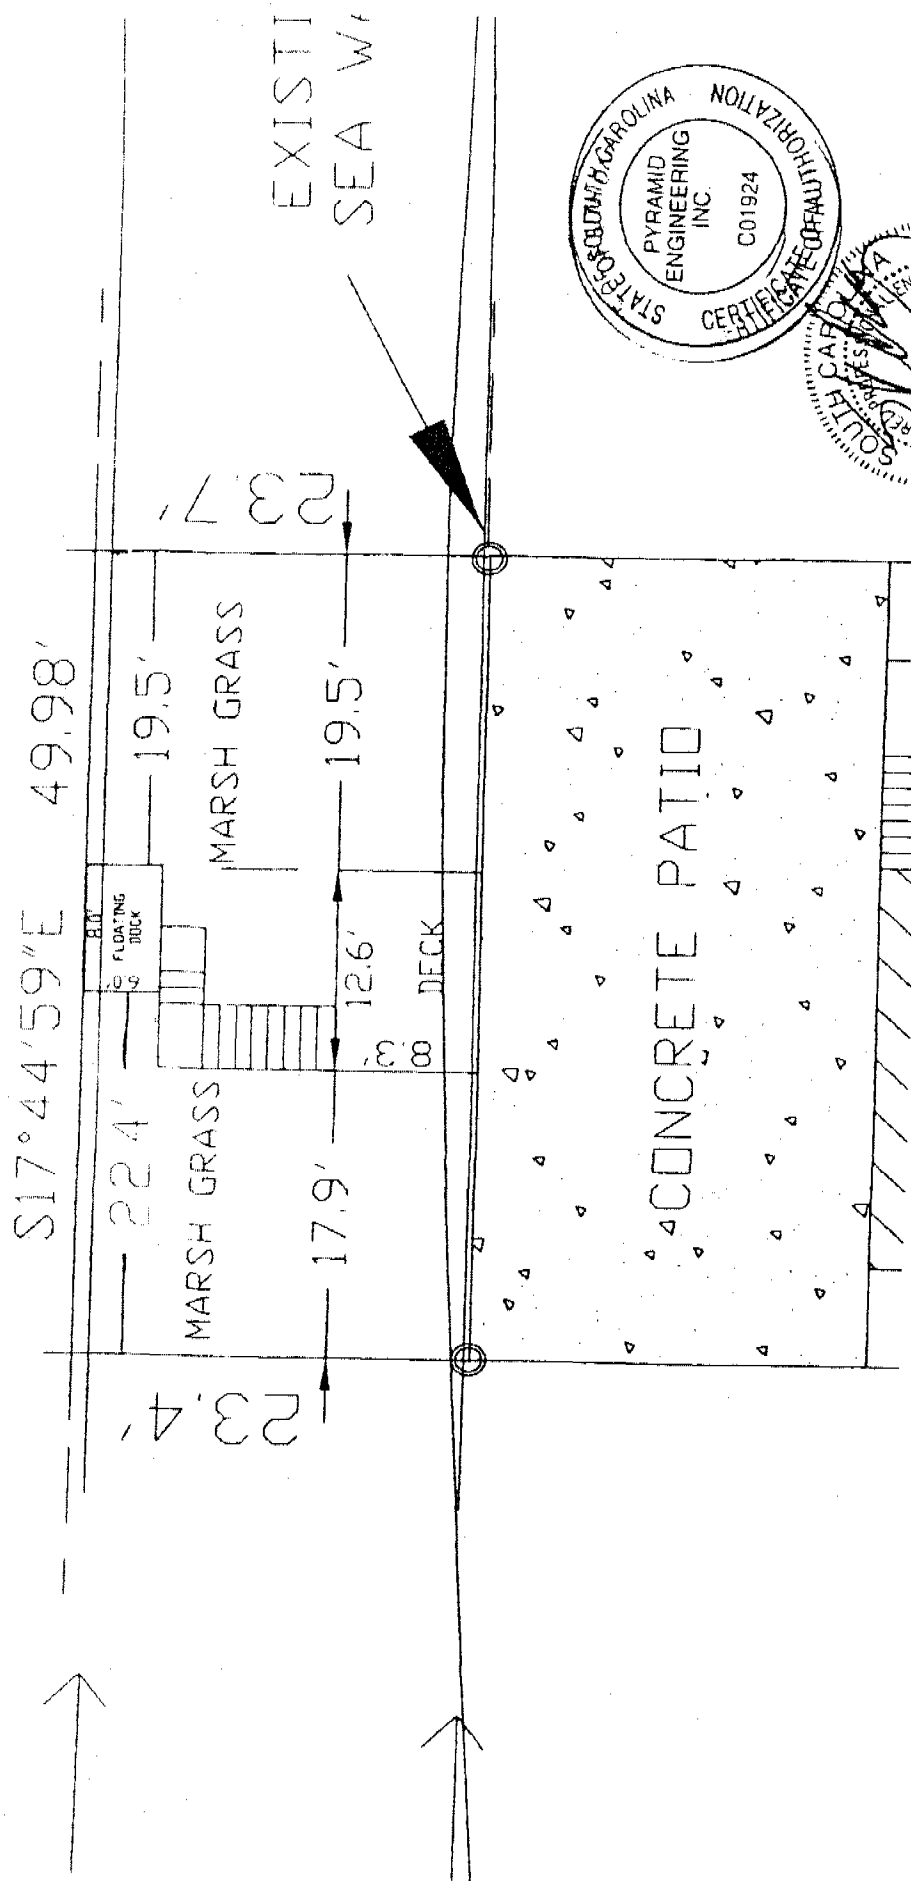 EXISTI
SEA W
STATE OF SOUTH CAROLINA
CERTIFICATE OF AUTHORIZATION
PYRAMID
ENGINEERING
INC.
C01924
SOUTH CAROLINA
S17°44'59"E 49.98'
23.7'
19.5'
MARSH GRASS
19.5'
8.0'
FLOATING
DOCK
12.6'
DECK
8.3'
22.4'
MARSH GRASS
17.9'
23.4'
CONCRETE PATIO